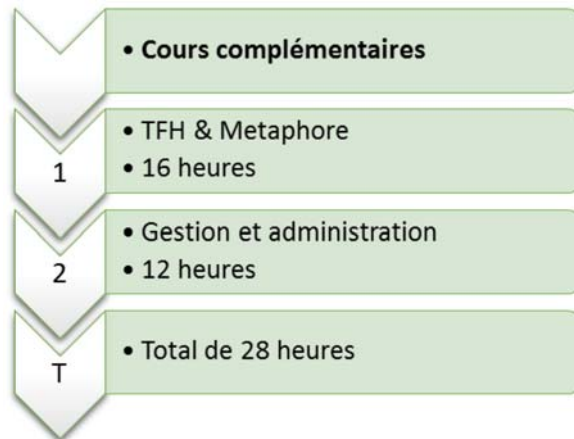 • Cours complémentaires
1
• TFH & Metaphore
• 16 heures
2
• Gestion et administration
• 12 heures
T
• Total de 28 heures